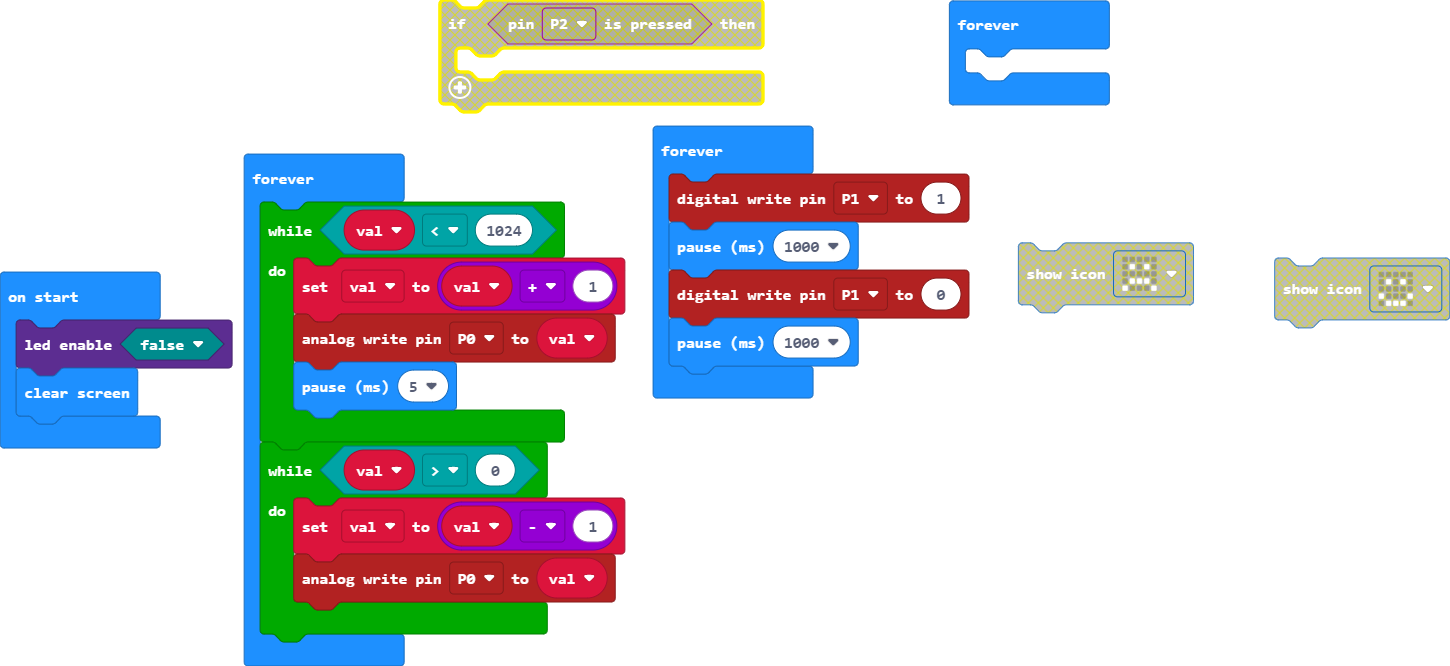 if pin P2 is pressed then
forever
forever
digital write pin P1 to 1
pause (ms) 1000
digital write pin P1 to 0
pause (ms) 1000
show icon
show icon
forever
while val < 1024
do
set val to val + 1
analog write pin P0 to val
pause (ms) 5
while val > 0
do
set val to val - 1
analog write pin P0 to val
on start
led enable false
clear screen